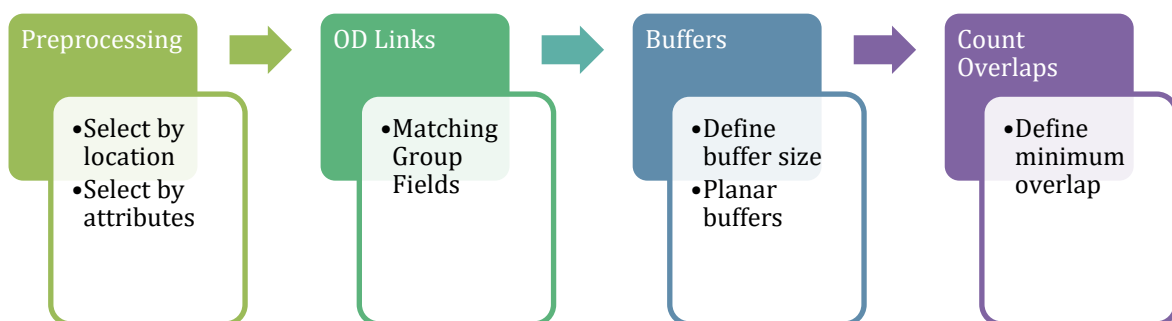 Preprocessing
•Select by
location
•Select by
attributes
OD Links
•Matching
Group
Fields
Buffers
•Define
buffer size
•Planar
buffers
Count
Overlaps
•Define
minimum
overlap